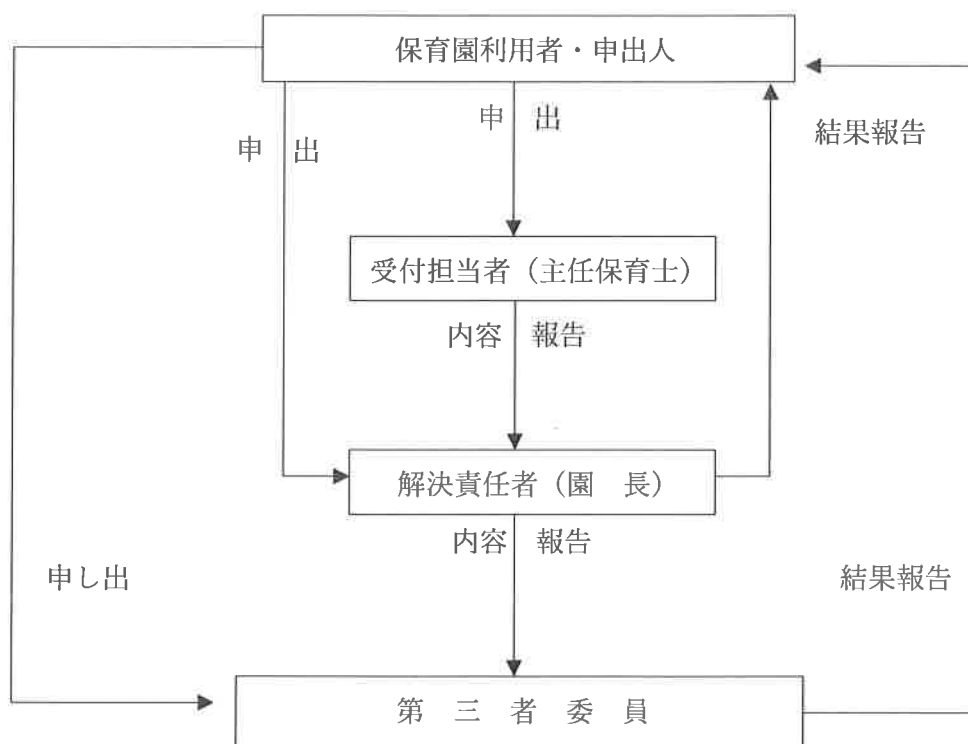 保育園利用者・申出人
申 出
申 出
結果報告
受付担当者（主任保育士）
内容 報告
解決責任者（園　長）
内容 報告
申し出
結果報告
第　三　者　委　員